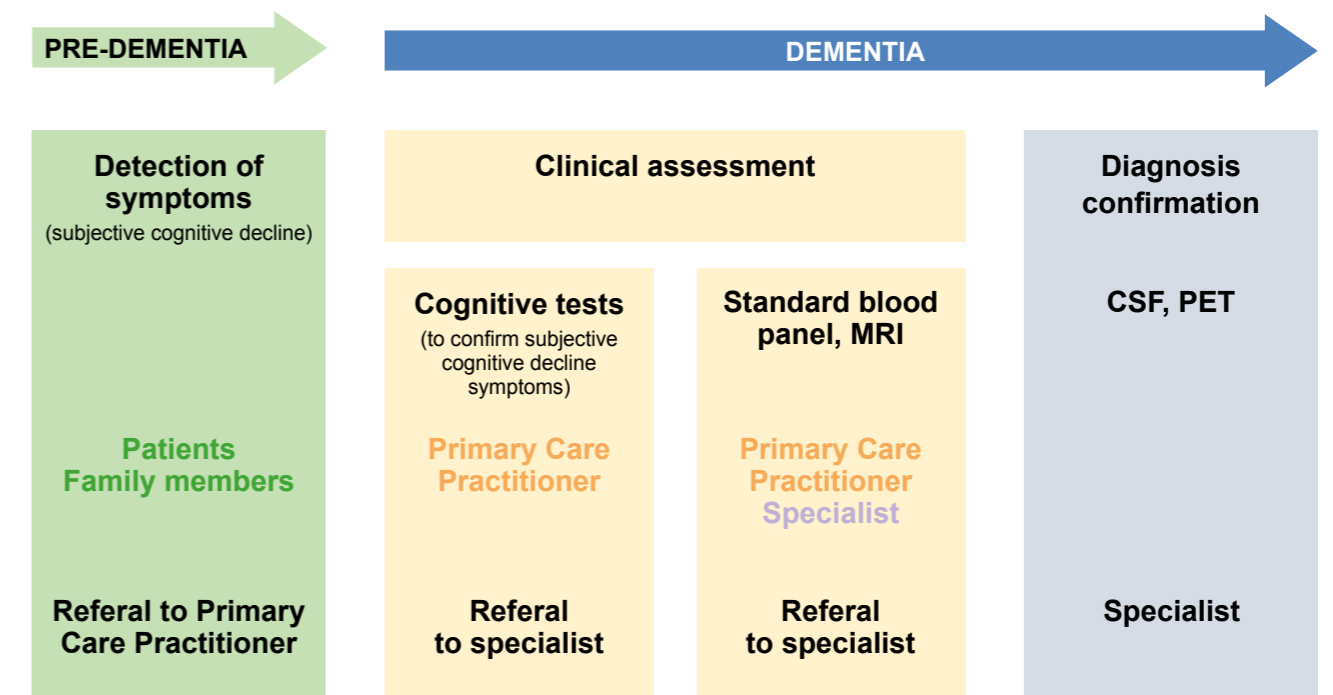 PRE-DEMENTIA
DEMENTIA
Detection of
symptoms
(subjective cognitive decline)
Patients
Family members
Referal to Primary
Care Practitioner
Clinical assessment
Cognitive tests
(to confirm subjective
cognitive decline
symptoms)
Primary Care
Practitioner
Referal
to specialist
Standard blood
panel, MRI
Primary Care
Practitioner
Specialist
Referal
to specialist
Diagnosis
confirmation
CSF, PET
Specialist